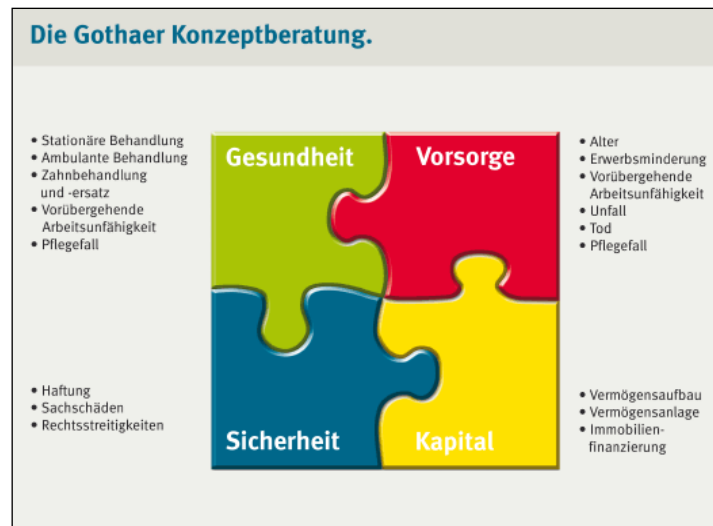 Die Gothaer Konzeptberatung.
• Stationäre Behandlung
• Ambulante Behandlung
• Zahnbehandlung
und -ersatz
• Vorübergehende
Arbeitsunfähigkeit
• Pflegefall
Gesundheit
Vorsorge
• Alter
• Erwerbsminderung
• Vorübergehende
Arbeitsunfähigkeit
• Unfall
• Tod
• Pflegefall
• Haftung
• Sachschäden
• Rechtsstreitigkeiten
Sicherheit
Kapital
• Vermögensaufbau
• Vermögensanlage
• Immobilien-
finanzierung